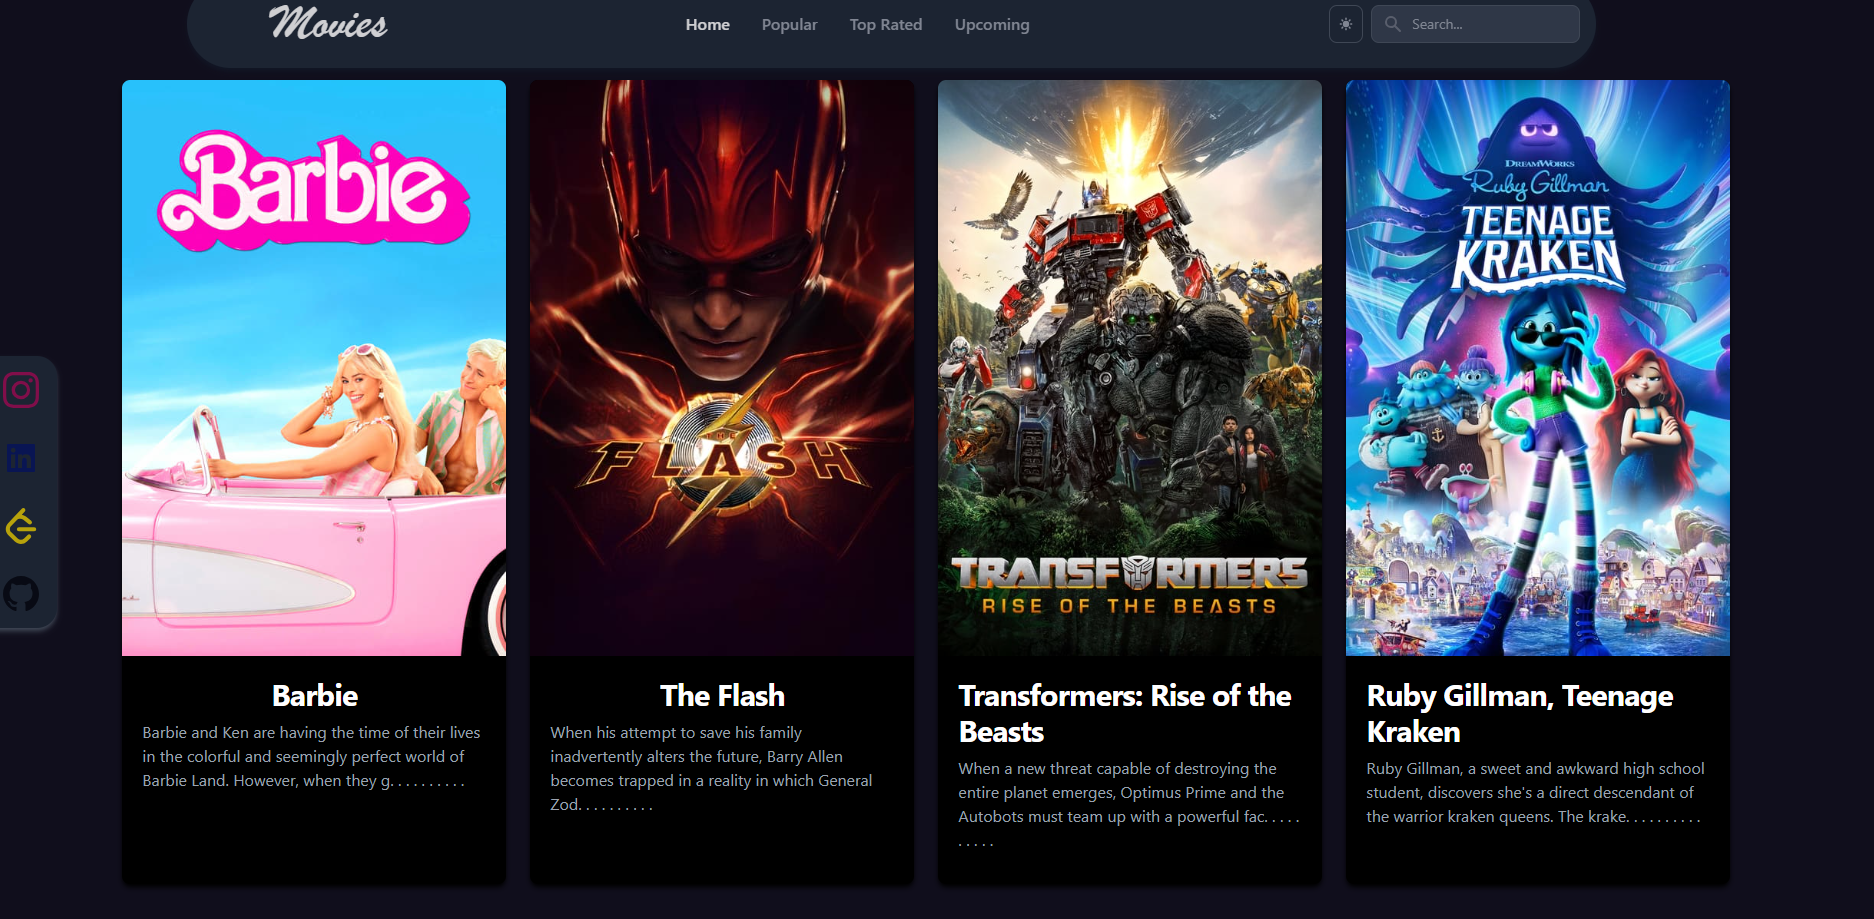 Movies
Home
Popular
Top Rated
Upcoming
Search...
Barbie
THE
FLASH
TRANSFORMERS
RISE OF THE BEASTS
DREAMWORKS
Ruby Gillman
TEENAGE
KRAKEN
in
Barbie
Barbie and Ken are having the time of their lives
in the colorful and seemingly perfect world of
Barbie Land. However, when they g. . . . . . . . . .
The Flash
When his attempt to save his family
inadvertently alters the future, Barry Allen
becomes trapped in a reality in which General
Zod. . . . . . . . . .
Transformers: Rise of the
Beasts
When a new threat capable of destroying the
entire planet emerges, Optimus Prime and the
Autobots must team up with a powerful fac. . . . .
. . . . .
Ruby Gillman, Teenage
Kraken
Ruby Gillman, a sweet and awkward high school
student, discovers she's a direct descendant of
the warrior kraken queens. The krake. . . . . . . . . .